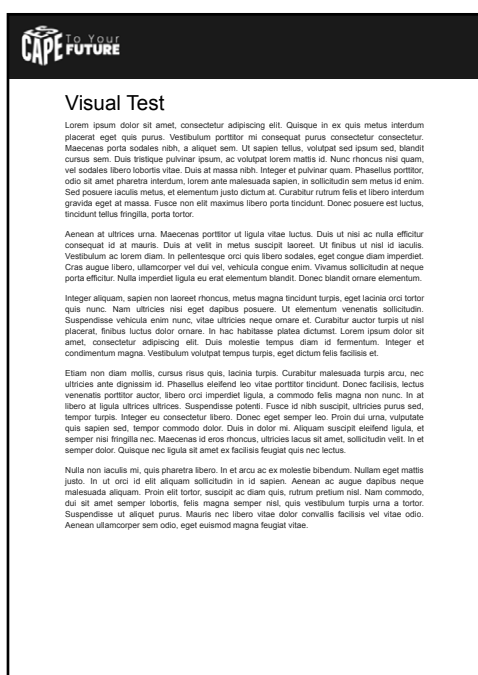 CAPE To Your
FUTURE
Visual Test
Lorem ipsum dolor sit amet, consectetur adipiscing elit. Quisque in ex quis metus interdum
placerat eget quis purus. Vestibulum porttitor mi consequat purus consectetur consectetur.
Maecenas porta sodales nibh, a aliquet sem. Ut sapien tellus, volutpat sed ipsum sed, blandit
cursus sem. Duis tristique pulvinar ipsum, ac volutpat lorem mattis id. Nunc rhoncus nisi quam,
vel sodales libero lobortis vitae. Duis at massa nibh. Integer et pulvinar quam. Phasellus porttitor,
odio sit amet pharetra interdum, lorem ante malesuada sapien, in sollicitudin sem metus id enim.
Sed posuere iaculis metus, et elementum justo dictum at. Curabitur rutrum felis et libero interdum
gravida eget at massa. Fusce non elit maximus libero porta tincidunt. Donec posuere est luctus,
tincidunt tellus fringilla, porta tortor.
Aenean at ultrices urna. Maecenas porttitor ut ligula vitae luctus. Duis ut nisi ac nulla efficitur
consequat id at mauris. Duis at velit in metus suscipit laoreet. Ut finibus ut nisl id iaculis.
Vestibulum ac lorem diam. In pellentesque orci quis libero sodales, eget congue diam imperdiet.
Cras augue libero, ullamcorper vel dui vel, vehicula congue enim. Vivamus sollicitudin at neque
porta efficitur. Nulla imperdiet ligula eu erat elementum blandit. Donec blandit ornare elementum.
Integer aliquam, sapien non laoreet rhoncus, metus magna tincidunt turpis, eget lacinia orci tortor
quis nunc. Nam ultricies nisi eget dapibus posuere. Ut elementum venenatis sollicitudin.
Suspendisse vehicula enim nunc, vitae ultricies neque ornare et. Curabitur auctor turpis ut nisl
placerat, finibus luctus dolor ornare. In hac habitasse platea dictumst. Lorem ipsum dolor sit
amet, consectetur adipiscing elit. Duis molestie tempus diam id fermentum. Integer et
condimentum magna. Vestibulum volutpat tempus turpis, eget dictum felis facilisis et.
Etiam non diam mollis, cursus risus quis, lacinia turpis. Curabitur malesuada turpis arcu, nec
ultricies ante dignissim id. Phasellus eleifend leo vitae porttitor tincidunt. Donec facilisis, lectus
venenatis porttitor auctor, libero orci imperdiet ligula, a commodo felis magna non nunc. In at
libero at ligula ultrices ultrices. Suspendisse potenti. Fusce id nibh suscipit, ultricies purus sed,
tempor turpis. Integer eu consectetur libero. Donec eget semper leo. Proin dui urna, vulputate
quis sapien sed, tempor commodo dolor. Duis in dolor mi. Aliquam suscipit eleifend ligula, et
semper nisi fringilla nec. Maecenas id eros rhoncus, ultricies lacus sit amet, sollicitudin velit. In et
semper dolor. Quisque nec ligula sit amet ex facilisis feugiat quis nec lectus.
Nulla non iaculis mi, quis pharetra libero. In et arcu ac ex molestie bibendum. Nullam eget mattis
justo. In ut orci id elit aliquam sollicitudin in id sapien. Aenean ac augue dapibus neque
malesuada aliquam. Proin elit tortor, suscipit ac diam quis, rutrum pretium nisl. Nam commodo,
dui sit amet semper lobortis, felis magna semper nisl, quis vestibulum turpis urna a tortor.
Suspendisse ut aliquet purus. Mauris nec libero vitae dolor convallis facilisis vel vitae odio.
Aenean ullamcorper sem odio, eget euismod magna feugiat vitae.